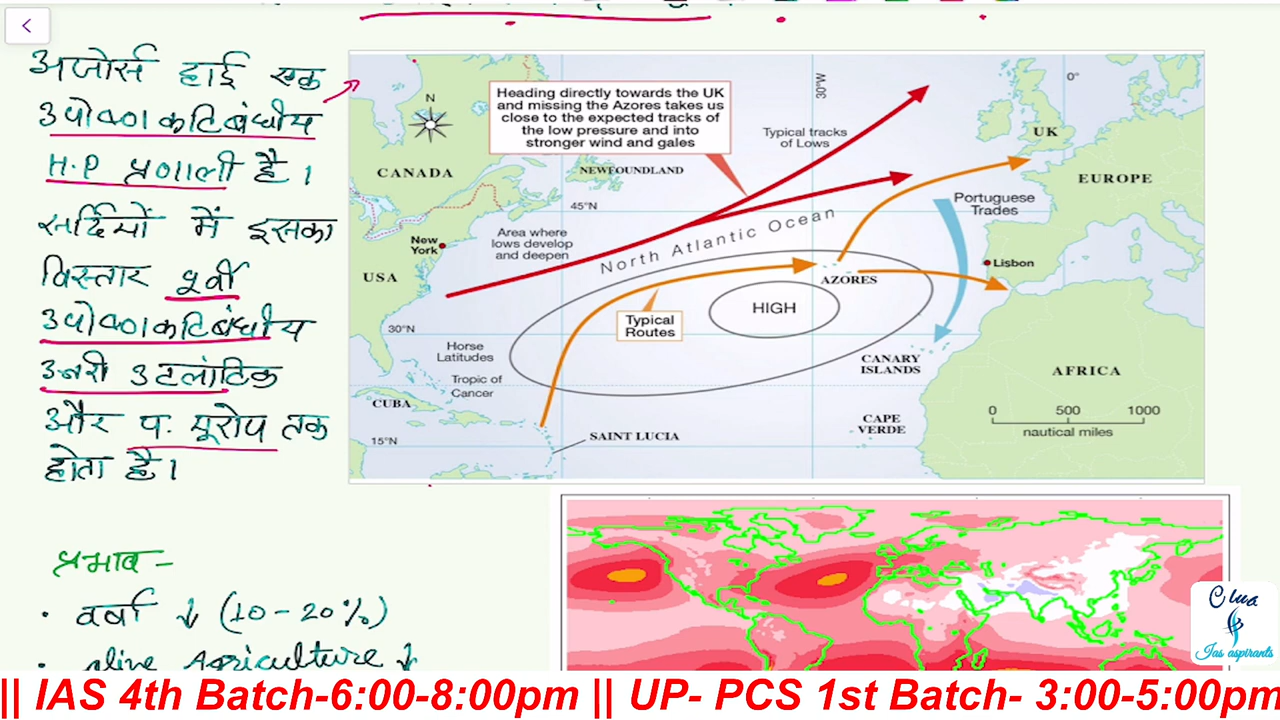 अजोर्स हाई एक
उपोष्णकटिबंधीय
H.P प्रणाली है।
सर्दियों में इसका
विस्तार पूर्वी
उपोष्णकटिबंधीय
उत्तरी अटलांटिक
और प. यूरोप तक
होता है।
प्रभाव -
• वर्षा ↓ (10-20%)
• olive Agriculture ↓
Heading directly towards the UK
and missing the Azores takes us
close to the expected tracks of
the low pressure and into
stronger wind and gales
N
30°W
0°
Typical tracks
of Lows
UK
CANADA
NEWFOUNDLAND
EUROPE
45°N
Portuguese
Trades
New
York
Area where
lows develop
and deepen
North Atlantic Ocean
Lisbon
USA
AZORES
HIGH
Typical
Routes
30°N
Horse
Latitudes
CANARY
ISLANDS
AFRICA
Tropic of
Cancer
CUBA
CAPE
VERDE
0 500 1000
nautical miles
15°N
SAINT LUCIA
Clue
Ias aspirants
|| IAS 4th Batch-6:00-8:00pm || UP- PCS 1st Batch- 3:00-5:00pm